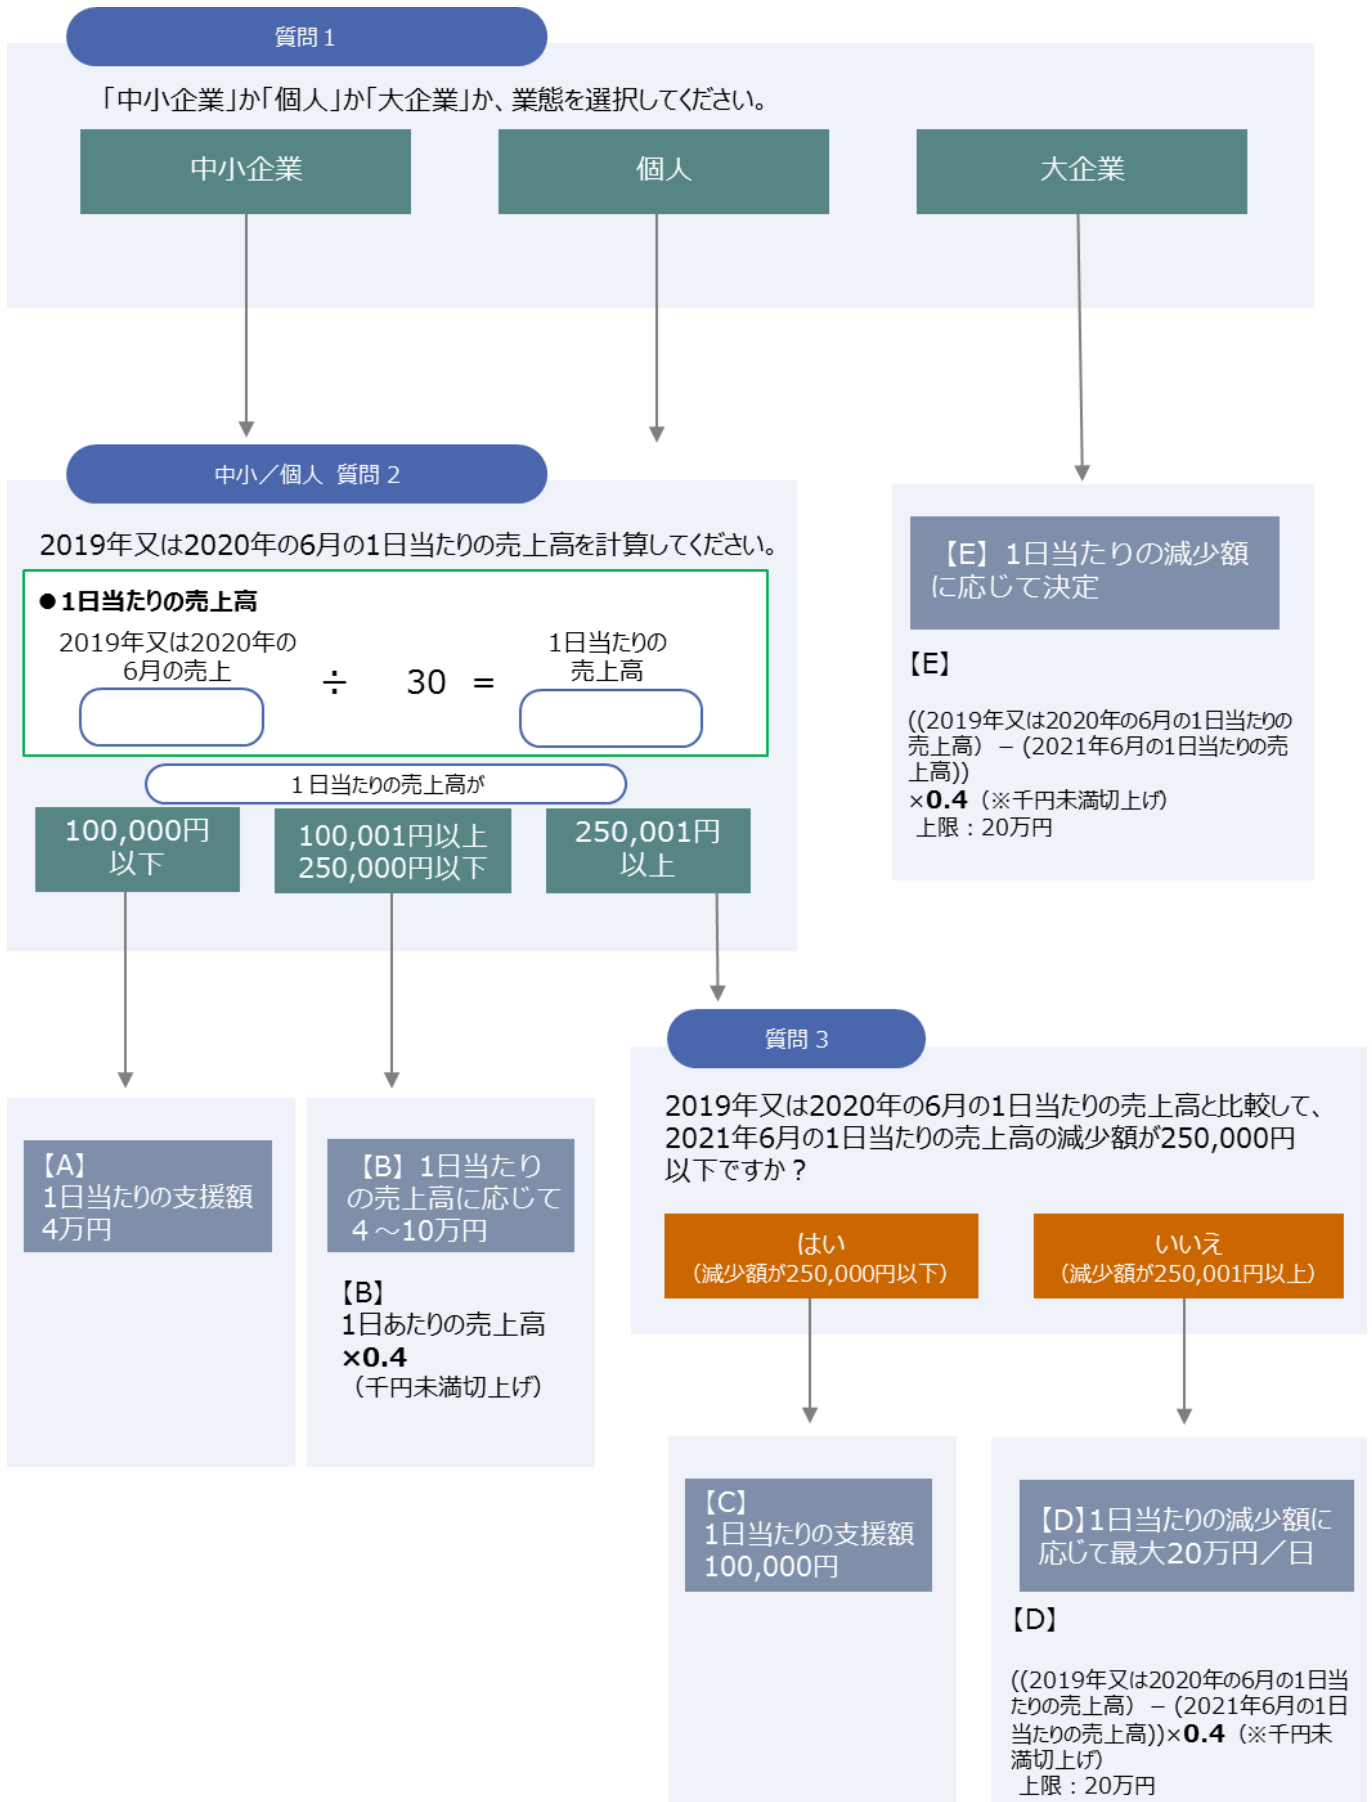 質問１
「中小企業」か「個人」か「大企業」か、業態を選択してください。
中小企業
個人
大企業
中小／個人 質問２
2019年又は2020年の6月の1日当たりの売上高を計算してください。
●1日当たりの売上高
2019年又は2020年の
6月の売上
÷ 30 =
1日当たりの
売上高
１日当たりの売上高が
100,000円
以下
100,001円以上
250,000円以下
250,001円
以上
【E】1日当たりの減少額
に応じて決定
【E】
((2019年又は2020年の6月の1日当たりの
売上高）－ (2021年6月の1日当たりの売
上高))
×0.4（※千円未満切上げ）
上限：20万円
質問３
2019年又は2020年の6月の1日当たりの売上高と比較して、
2021年6月の1日当たりの売上高の減少額が250,000円
以下ですか？
はい
（減少額が250,000円以下）
いいえ
（減少額が250,001円以上）
【A】
1日当たりの支援額
4万円
【B】1日当たり
の売上高に応じて
４～10万円
【B】
1日あたりの売上高
×0.4
（千円未満切上げ）
【C】
1日当たりの支援額
100,000円
【D】1日当たりの減少額に
応じて最大20万円／日
【D】
((2019年又は2020年の6月の1日当
たりの売上高）－ (2021年6月の1日
当たりの売上高))×0.4（※千円未
満切上げ）
上限：20万円